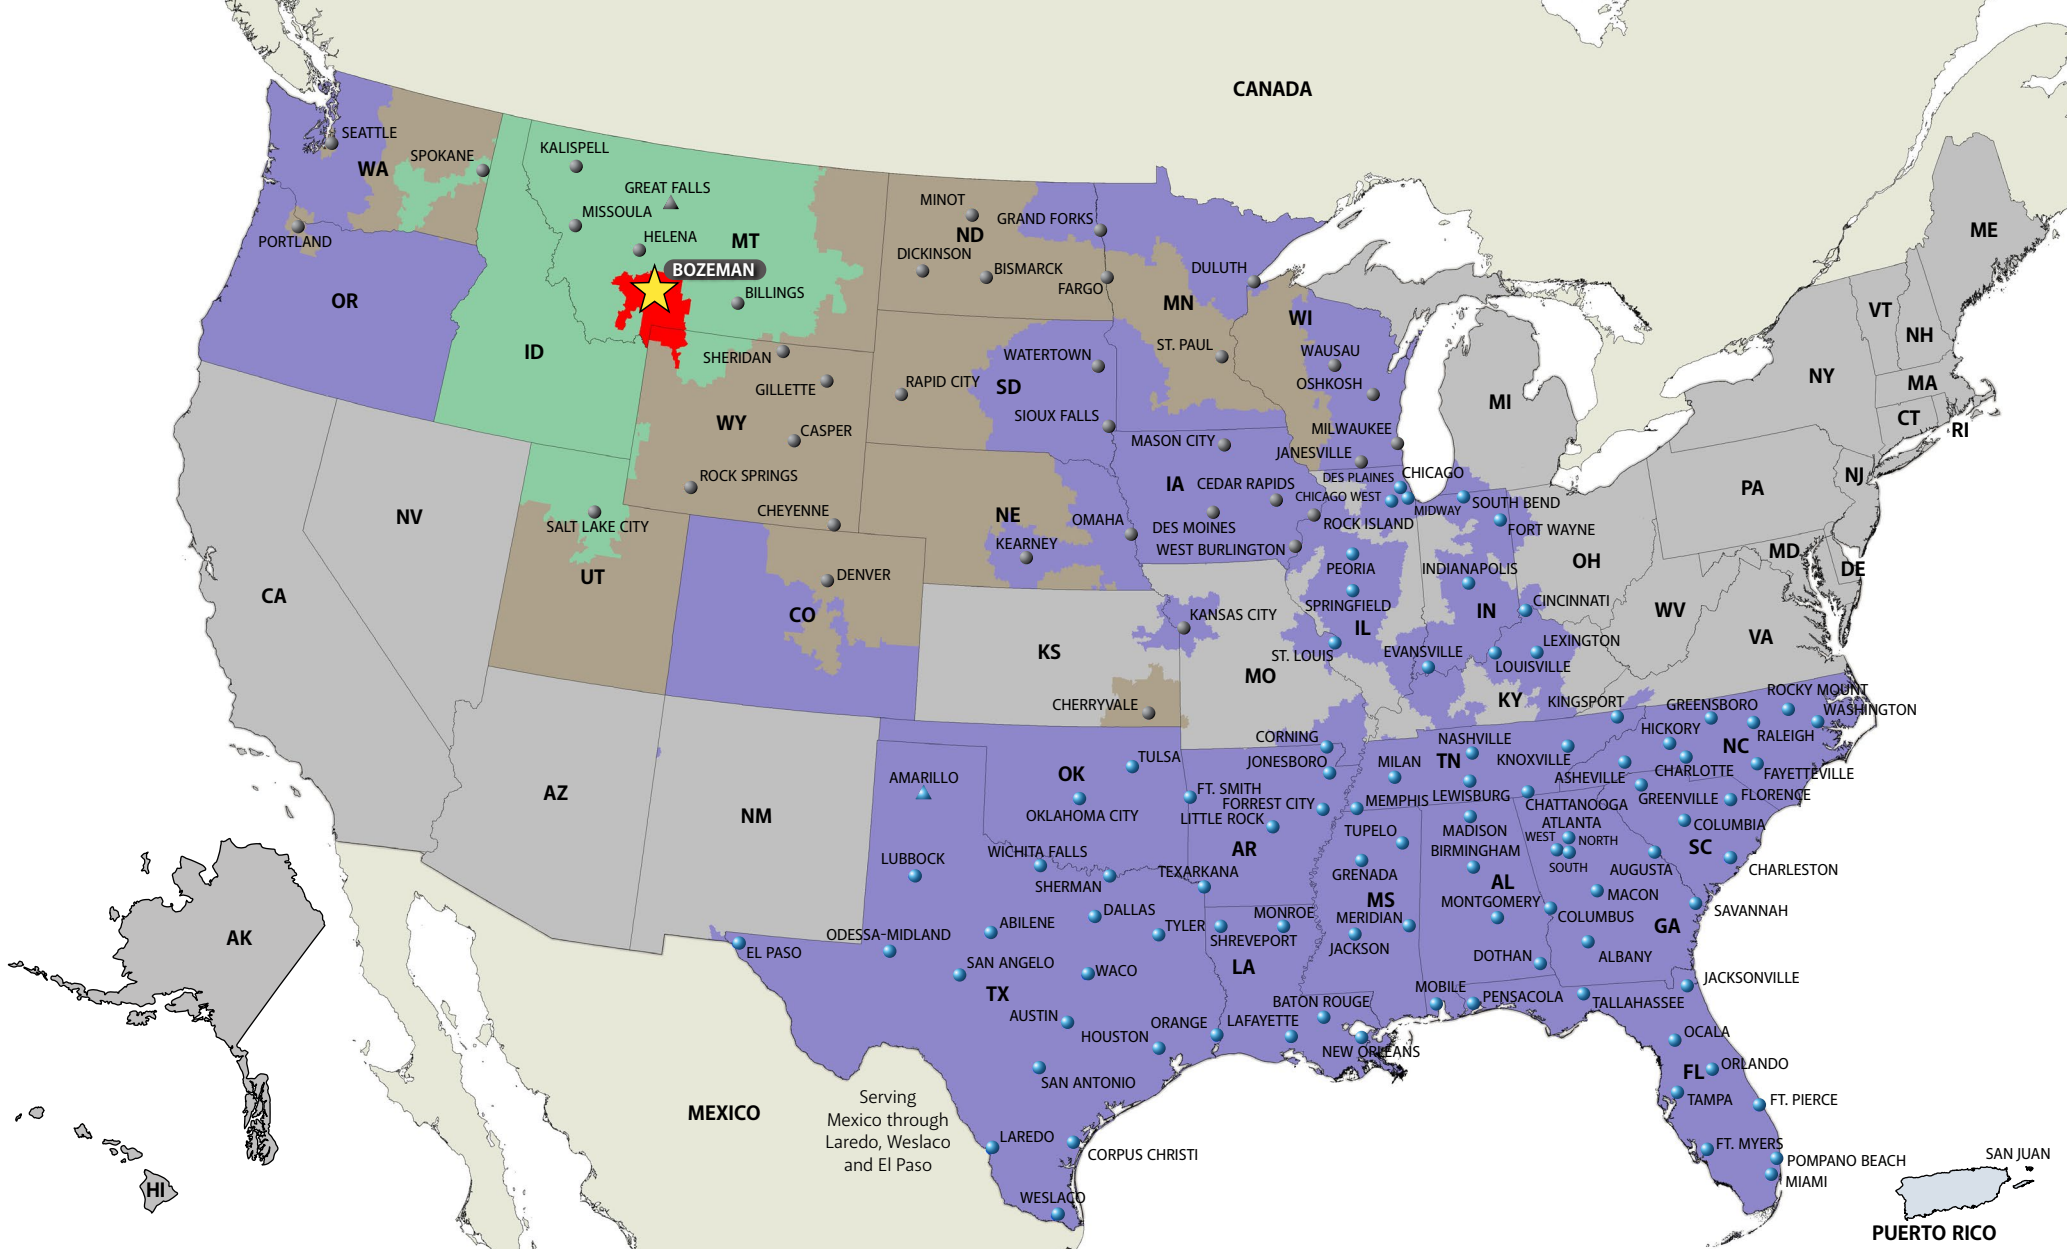 CANADA
SEATTLE
WA
SPOKANE
PORTLAND
OR
KALISPELL
GREAT FALLS
MISSOULA
HELENA
MT
BOZEMAN
BILLINGS
ID
MINOT
GRAND FORKS
ND
DICKINSON
BISMARCK
FARGO
DULUTH
MN
WI
ST. PAUL
WAUSAU
OSHKOSH
SHERIDAN
GILLETTE
WY
CASPER
ROCK SPRINGS
CHEYENNE
WATERTOWN
RAPID CITY
SD
SIOUX FALLS
MASON CITY
MILWAUKEE
JANESVILLE
IA
CEDAR RAPIDS
DES PLAINES
CHICAGO
CHICAGO WEST
MIDWAY
SOUTH BEND
FORT WAYNE
ROCK ISLAND
DES MOINES
WEST BURLINGTON
NE
OMAHA
KEARNEY
MI
ME
VT
NH
NY
MA
CT
RI
NJ
PA
MD
DE
OH
WV
VA
NV
CA
SALT LAKE CITY
UT
DENVER
CO
KS
KANSAS CITY
CHERRYVALE
MO
PEORIA
SPRINGFIELD
IL
ST. LOUIS
INDIANAPOLIS
IN
CINCINNATI
EVANSVILLE
LEXINGTON
LOUISVILLE
KY
KINGSPORT
ROCKY MOUNT
GREENSBORO
WASHINGTON
HICKORY
RALEIGH
NC
CHARLOTTE
FAYETTEVILLE
ASHEVILLE
KNOXVILLE
NASHVILLE
TN
MILAN
MEMPHIS
LEWISBURG
CHATTANOOGA
GREENVILLE
FLORENCE
COLUMBIA
SC
CHARLESTON
CORNING
JONESBORO
FT. SMITH
FORREST CITY
LITTLE ROCK
AR
TEXARKANA
TULSA
OK
OKLAHOMA CITY
AZ
NM
AMARILLO
LUBBOCK
WICHITA FALLS
SHERMAN
DALLAS
ABILENE
TYLER
ODESSA-MIDLAND
EL PASO
SAN ANGELO
WACO
TX
AUSTIN
HOUSTON
ORANGE
SAN ANTONIO
LAREDO
CORPUS CHRISTI
WESLACO
TUPELO
MADISON
BIRMINGHAM
GRENADA
MS
AL
MONTGOMERY
MERIDIAN
JACKSON
DOTHAN
MONROE
SHREVEPORT
LA
BATON ROUGE
LAFAYETTE
NEW ORLEANS
MOBILE
PENSACOLA
ATLANTA
WEST
NORTH
SOUTH
AUGUSTA
MACON
COLUMBUS
GA
SAVANNAH
ALBANY
TALLAHASSEE
JACKSONVILLE
OCALA
FL
ORLANDO
TAMPA
FT. PIERCE
FT. MYERS
POMPANO BEACH
MIAMI
SAN JUAN
PUERTO RICO
MEXICO
Serving
Mexico through
Laredo, Weslaco
and El Paso
AK
HI